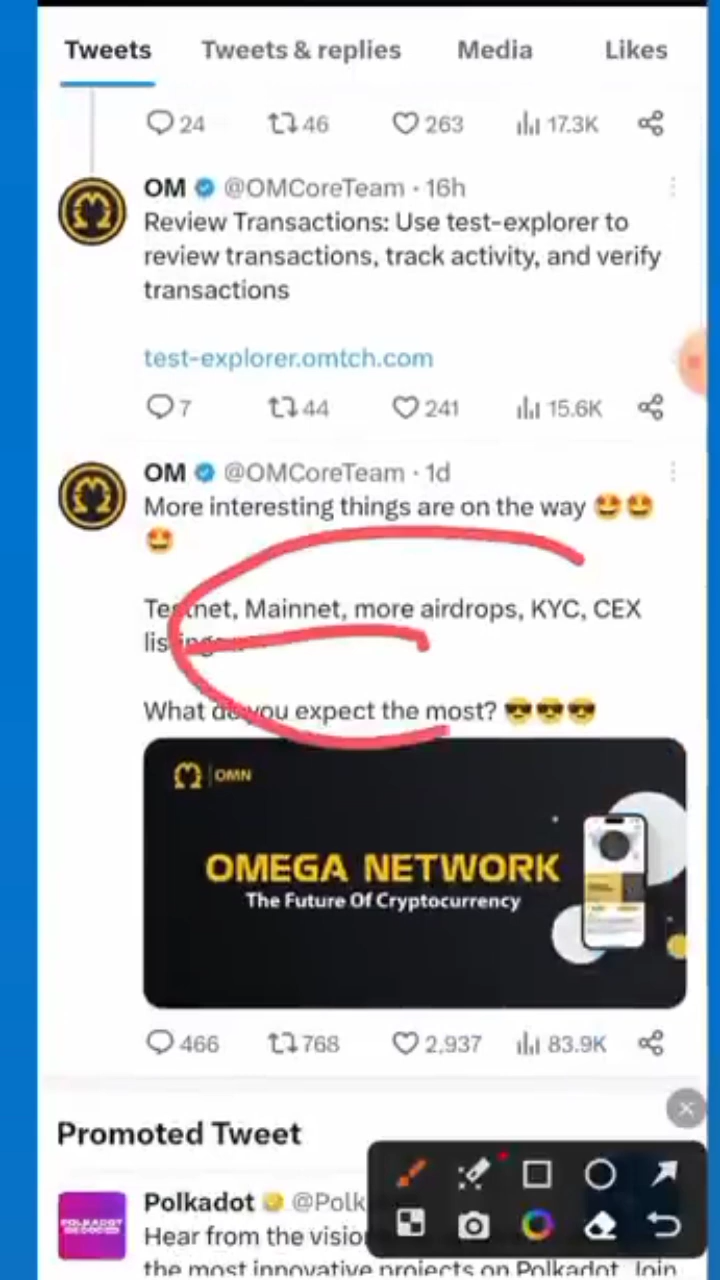 Tweets Tweets & replies Media Likes
24 46 263 17.3K
OM @OMCoreTeam · 16h
Review Transactions: Use test-explorer to
review transactions, track activity, and verify
transactions
test-explorer.omtch.com
7 44 241 15.6K
OM @OMCoreTeam · 1d
More interesting things are on the way 🤩🤩
🤩
Testnet, Mainnet, more airdrops, KYC, CEX
listings
What do you expect the most? 😎😎😎
OMN
OMEGA NETWORK
The Future Of Cryptocurrency
466 768 2,937 83.9K
Promoted Tweet
Polkadot @Polk
Hear from the
the most innovative projects on Polkadot. Join